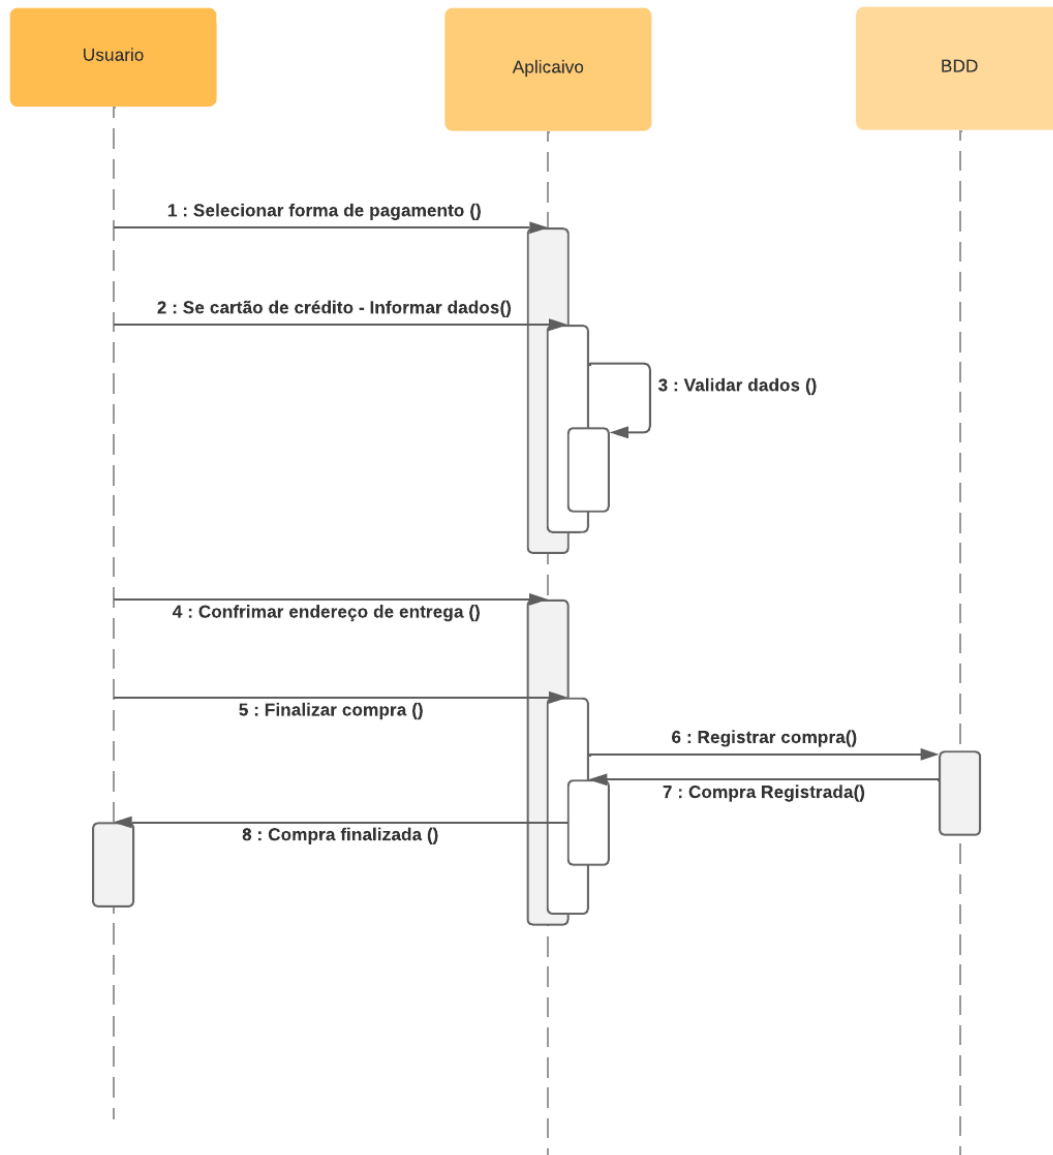 Usuario
Aplicaivo
BDD
1 : Selecionar forma de pagamento ()
2 : Se cartão de crédito - Informar dados()
3 : Validar dados ()
4 : Confrimar endereço de entrega ()
5 : Finalizar compra ()
6 : Registrar compra()
7 : Compra Registrada()
8 : Compra finalizada ()